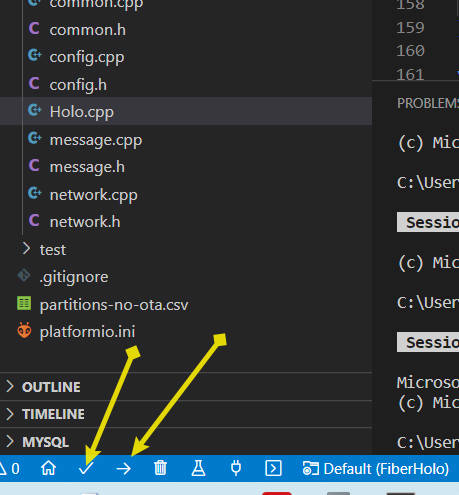 common.cpp
common.h
config.cpp
config.h
Holo.cpp
message.cpp
message.h
network.cpp
network.h
test
.gitignore
partitions-no-ota.csv
platformio.ini
OUTLINE
TIMELINE
MYSQL
0
Default (FiberHolo)
158
159
160
161
PROBLEMS
(c) Mic
C:\User
Sessio
(c) Mic
C:\User
Sessio
Microso
(c) Mic
C:\User